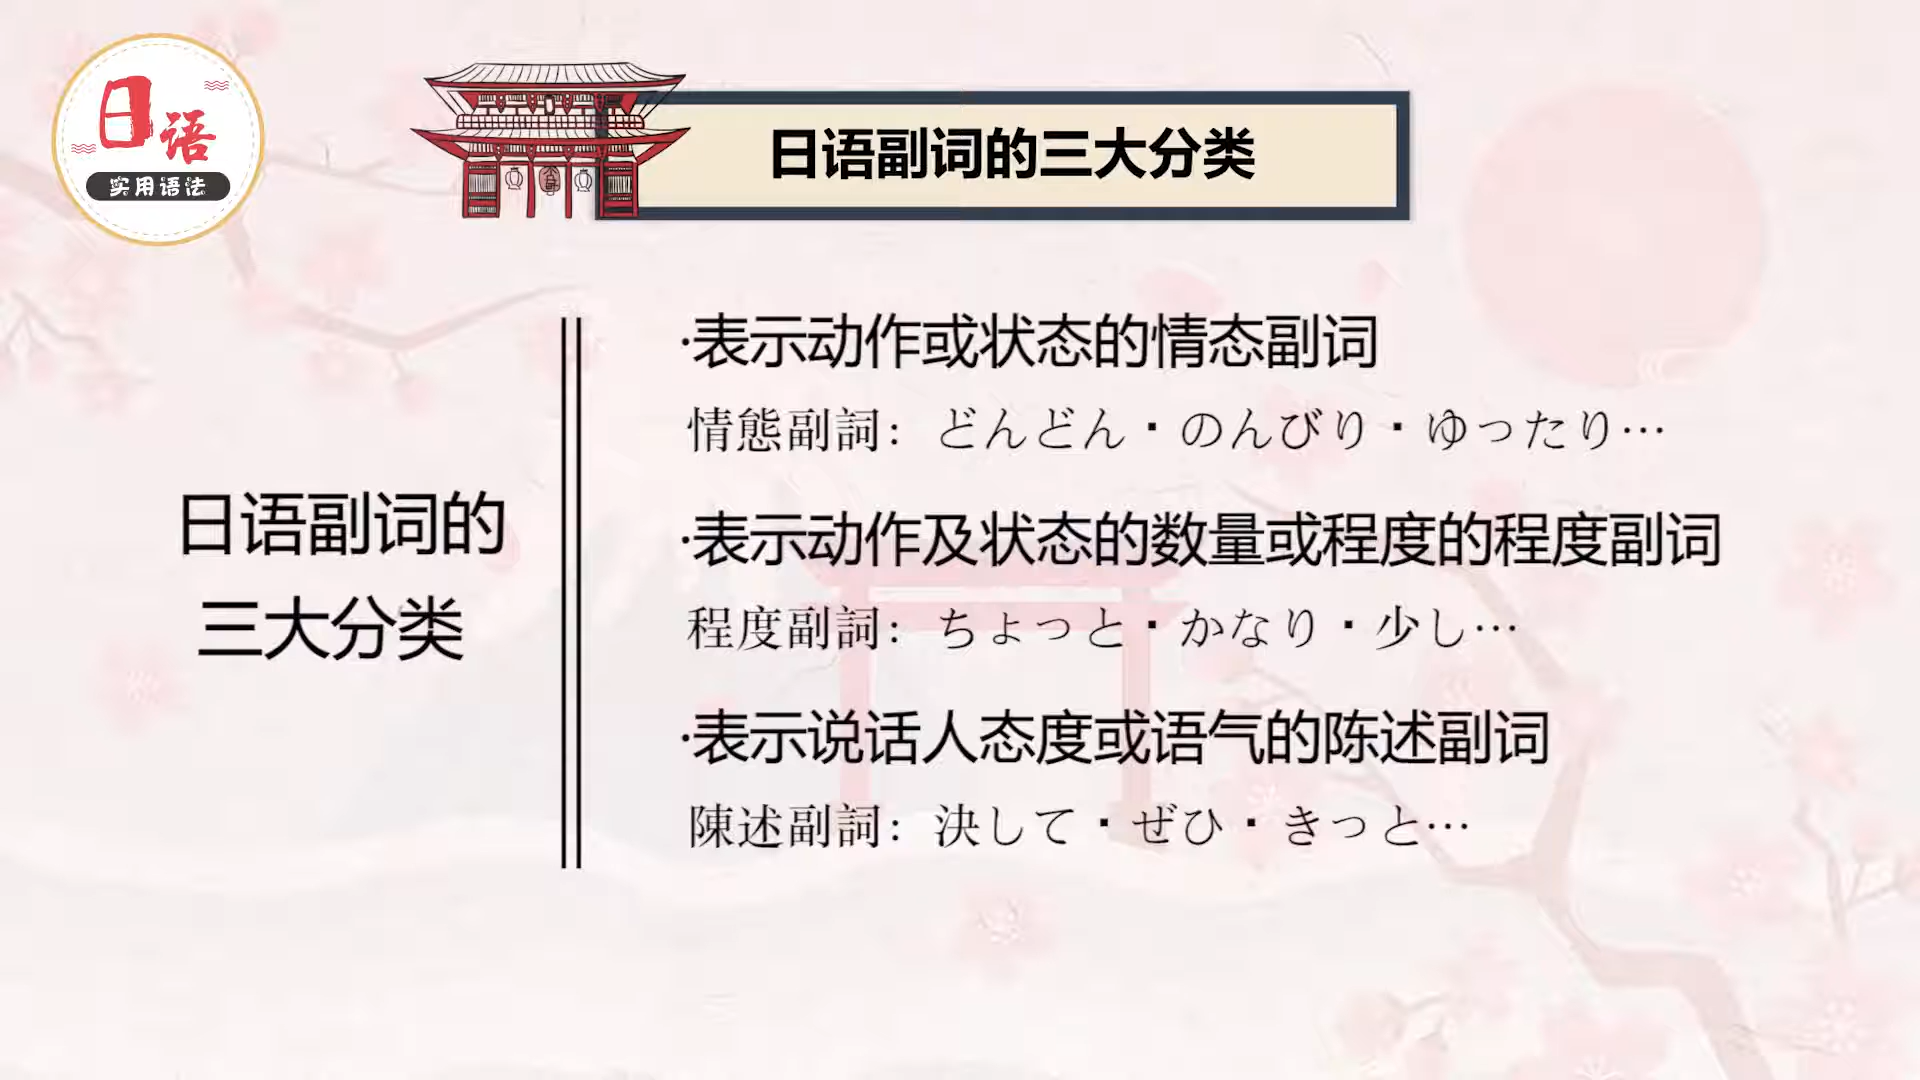 日语
实用语法
日语副词的三大分类
日语副词的
三大分类
·表示动作或状态的情态副词
情態副詞：どんどん・のんびり・ゆったり…
·表示动作及状态的数量或程度的程度副词
程度副詞：ちょっと・かなり・少し…
·表示说话人态度或语气的陈述副词
陳述副詞：決して・ぜひ・きっと…